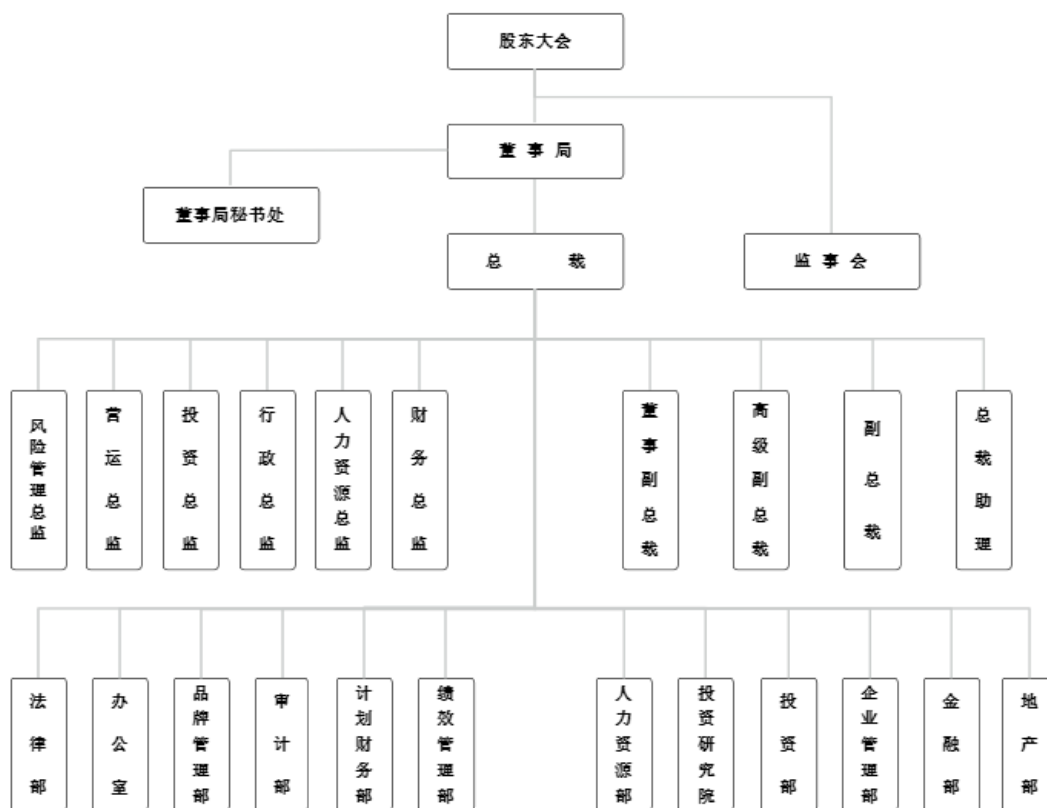 股东大会
董 事 局
董事局秘书处
总 裁
监 事 会
风险管理总监
营运总监
投资总监
行政总监
人力资源总监
财务总监
董事副总裁
高级副总裁
副总裁
总裁助理
法律部
办公室
品牌管理部
审计部
计划财务部
绩效管理部
人力资源部
投资研究院
投资部
企业管理部
金融部
地产部